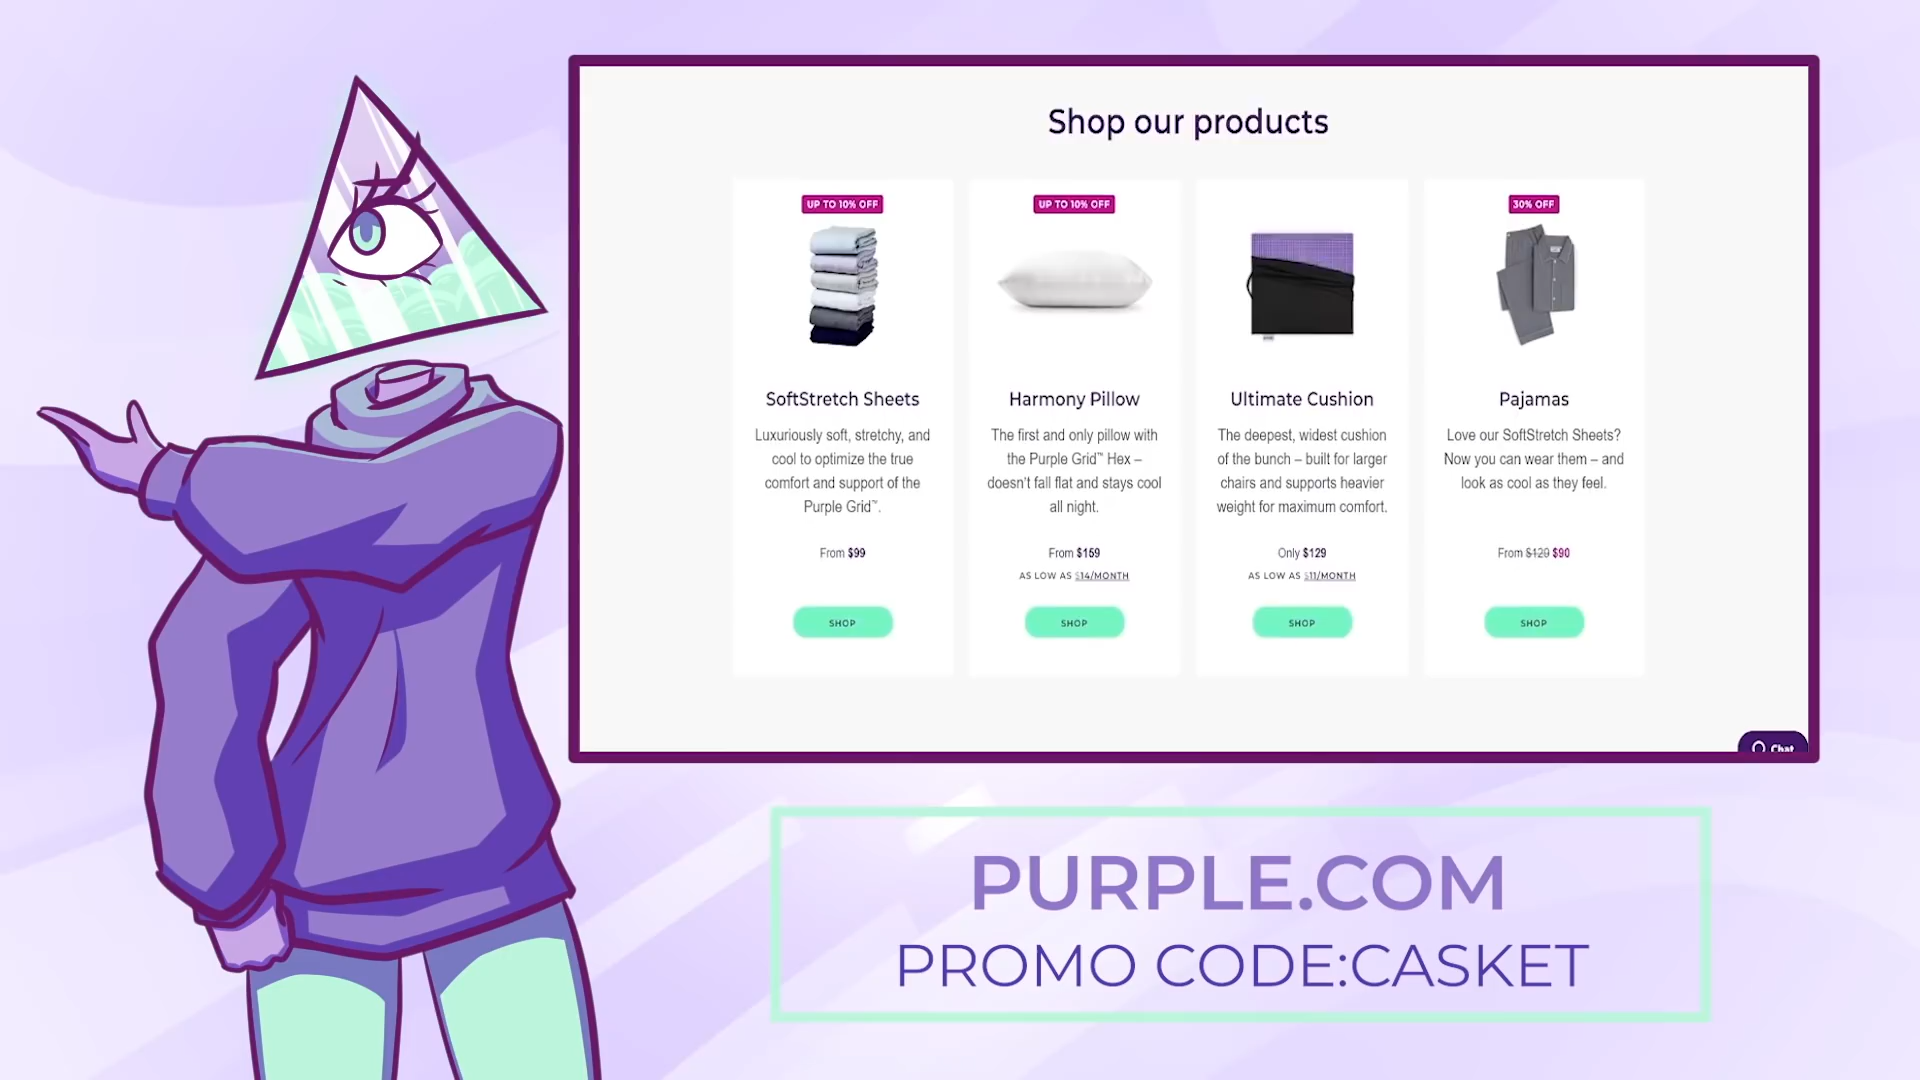 Shop our products
UP TO 10% OFF
SoftStretch Sheets
Luxuriously soft, stretchy, and
cool to optimize the true
comfort and support of the
Purple Grid™.
From $99
SHOP
UP TO 10% OFF
Harmony Pillow
The first and only pillow with
the Purple Grid™ Hex –
doesn't fall flat and stays cool
all night.
From $159
AS LOW AS $14/MONTH
SHOP
Ultimate Cushion
The deepest, widest cushion
of the bunch – built for larger
chairs and supports heavier
weight for maximum comfort.
Only $129
AS LOW AS $11/MONTH
SHOP
30% OFF
Pajamas
Love our SoftStretch Sheets?
Now you can wear them – and
look as cool as they feel.
From $129 $90
SHOP
Chat
PURPLE.COM
PROMO CODE:CASKET